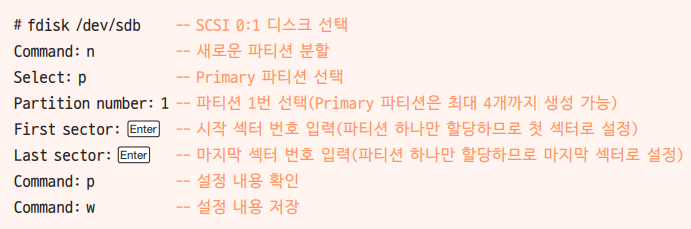 # fdisk /dev/sdb -- SCSI 0:1 디스크 선택
Command: n -- 새로운 파티션 분할
Select: p -- Primary 파티션 선택
Partition number: 1 -- 파티션 1번 선택(Primary 파티션은 최대 4개까지 생성 가능)
First sector: Enter -- 시작 섹터 번호 입력(파티션 하나만 할당하므로 첫 섹터로 설정)
Last sector: Enter -- 마지막 섹터 번호 입력(파티션 하나만 할당하므로 마지막 섹터로 설정)
Command: p -- 설정 내용 확인
Command: w -- 설정 내용 저장